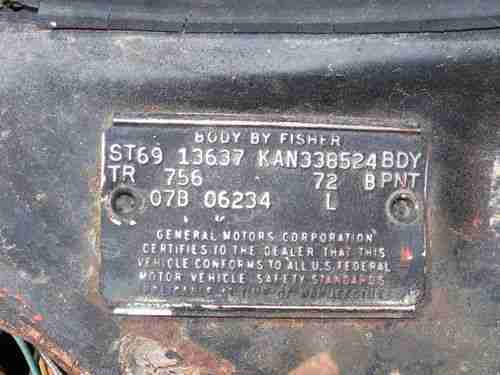 BODY BY FISHER
ST69 13637 KAN338524 BDY
TR 756 72 B PNT
07B 06234 L
GENERAL MOTORS CORPORATION
CERTIFIES TO THE DEALER THAT THIS
VEHICLE CONFORMS TO ALL U.S. FEDERAL
MOTOR VEHICLE SAFETY STANDARDS